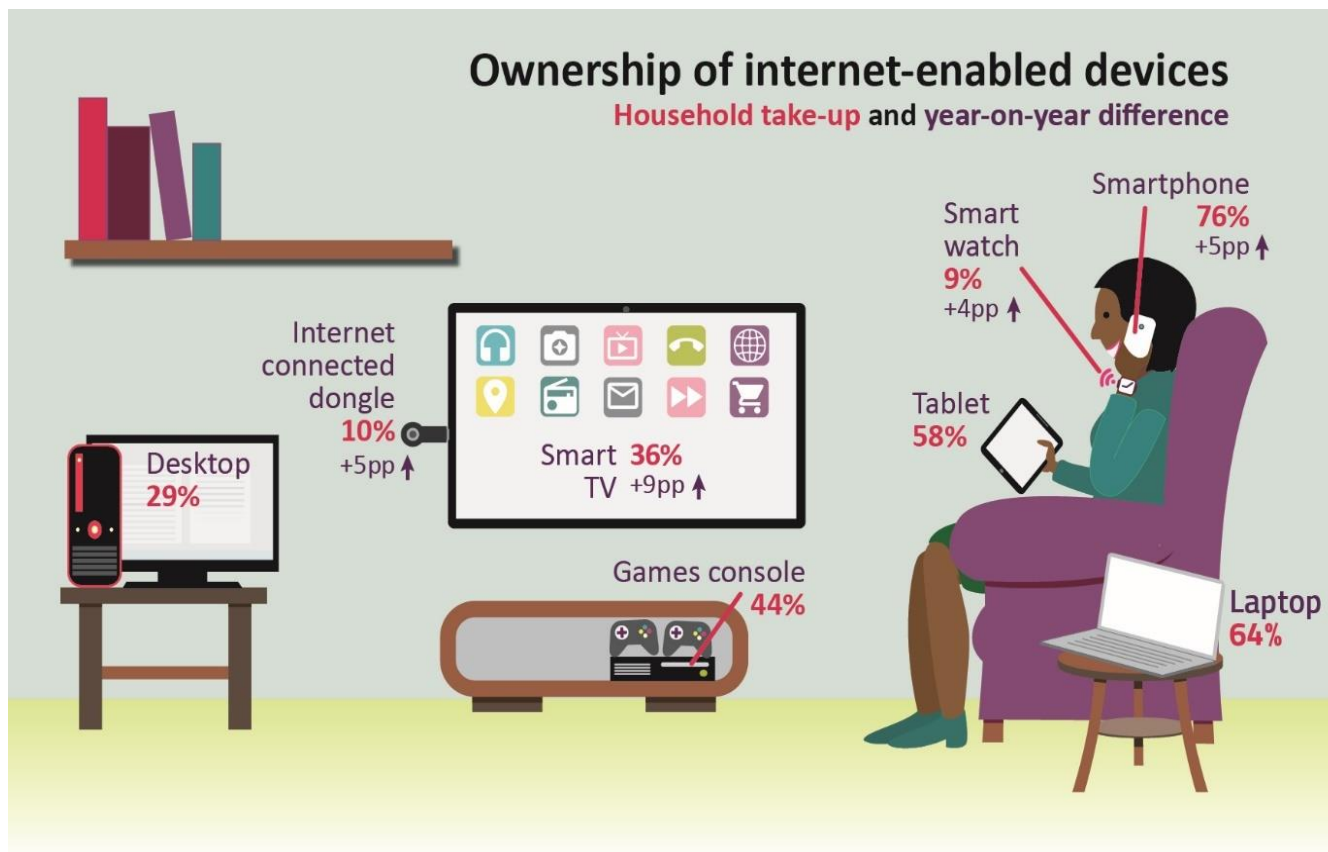 Ownership of internet-enabled devices
Household take-up and year-on-year difference
Smartphone
76%
+5pp
Smart
watch
9%
+4pp
Internet
connected
dongle
10%
+5pp
Smart 36%
TV +9pp
Tablet
58%
Desktop
29%
Games console
44%
Laptop
64%